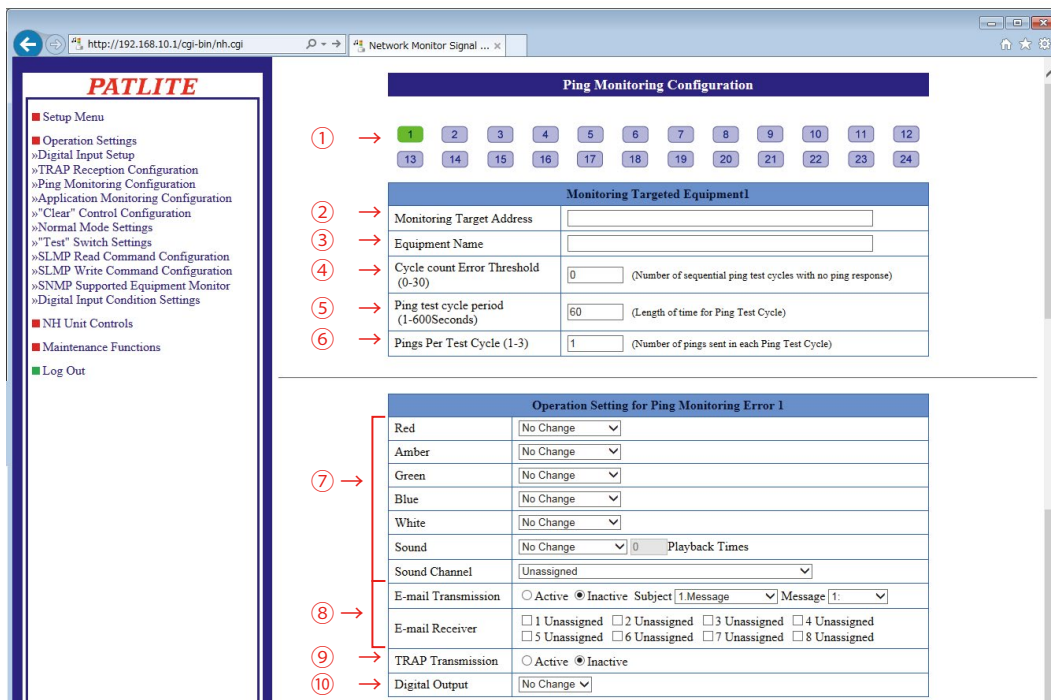 http://192.168.10.1/cgi-bin/nh.cgi
Network Monitor Signal ...
PATLITE
Setup Menu
Operation Settings
»Digital Input Setup
»TRAP Reception Configuration
»Ping Monitoring Configuration
»Application Monitoring Configuration
»"Clear" Control Configuration
»Normal Mode Settings
»"Test" Switch Settings
»SLMP Read Command Configuration
»SLMP Write Command Configuration
»SNMP Supported Equipment Monitor
»Digital Input Condition Settings
NH Unit Controls
Maintenance Functions
Log Out
Ping Monitoring Configuration
① → 1 2 3 4 5 6 7 8 9 10 11 12
13 14 15 16 17 18 19 20 21 22 23 24
Monitoring Targeted Equipment1
② → Monitoring Target Address
③ → Equipment Name
④ → Cycle count Error Threshold (0-30) 0 (Number of sequential ping test cycles with no ping response)
⑤ → Ping test cycle period (1-600Seconds) 60 (Length of time for Ping Test Cycle)
⑥ → Pings Per Test Cycle (1-3) 1 (Number of pings sent in each Ping Test Cycle)
Operation Setting for Ping Monitoring Error 1
⑦ →
Red No Change
Amber No Change
Green No Change
Blue No Change
White No Change
Sound No Change 0 Playback Times
Sound Channel Unassigned
⑧ →
E-mail Transmission Active Inactive Subject 1.Message Message 1:
E-mail Receiver 1 Unassigned 2 Unassigned 3 Unassigned 4 Unassigned
5 Unassigned 6 Unassigned 7 Unassigned 8 Unassigned
⑨ → TRAP Transmission Active Inactive
⑩ → Digital Output No Change